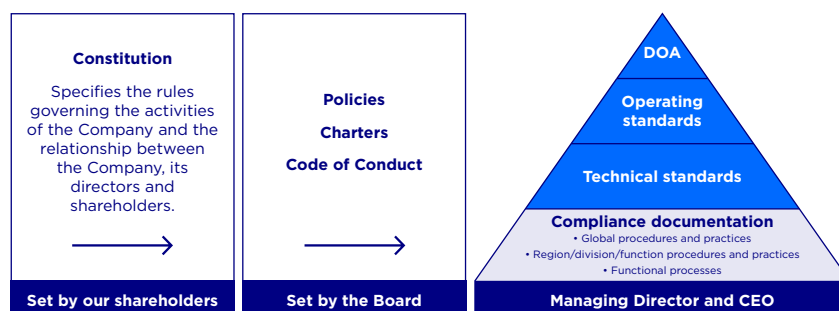 Constitution
Specifies the rules
governing the activities
of the Company and the
relationship between
the Company, its
directors and
shareholders.
Set by our shareholders
Policies
Charters
Code of Conduct
Set by the Board
DOA
Operating
standards
Technical standards
Compliance documentation
• Global procedures and practices
• Region/division/function procedures and practices
• Functional processes
Managing Director and CEO